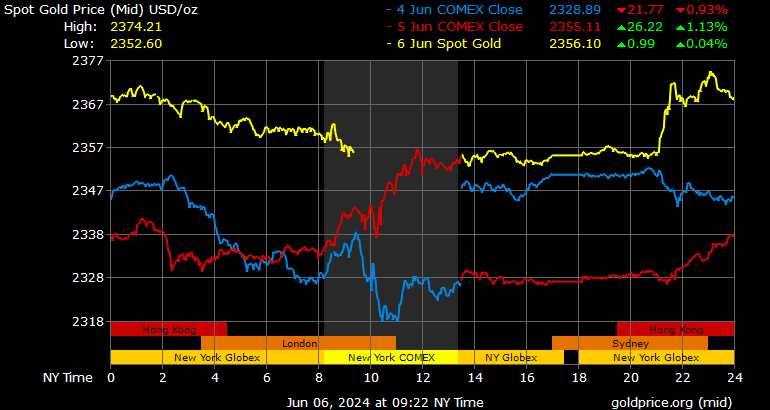 Spot Gold Price (Mid) USD/oz - 4 Jun COMEX Close 2328.89 ▼21.77 ▼0.93%
High: 2374.21 - 5 Jun COMEX Close 2355.11 ▲26.22 ▲1.13%
Low: 2352.60 - 6 Jun Spot Gold 2356.10 ▲0.99 ▲0.04%
2377
2367
2357
2347
2338
2328
2318
Hong Kong Hong Kong
London Sydney
New York Globex New York COMEX NY Globex New York Globex
NY Time 0 2 4 6 8 10 12 14 16 18 20 22 24
Jun 06, 2024 at 09:22 NY Time goldprice.org (mid)